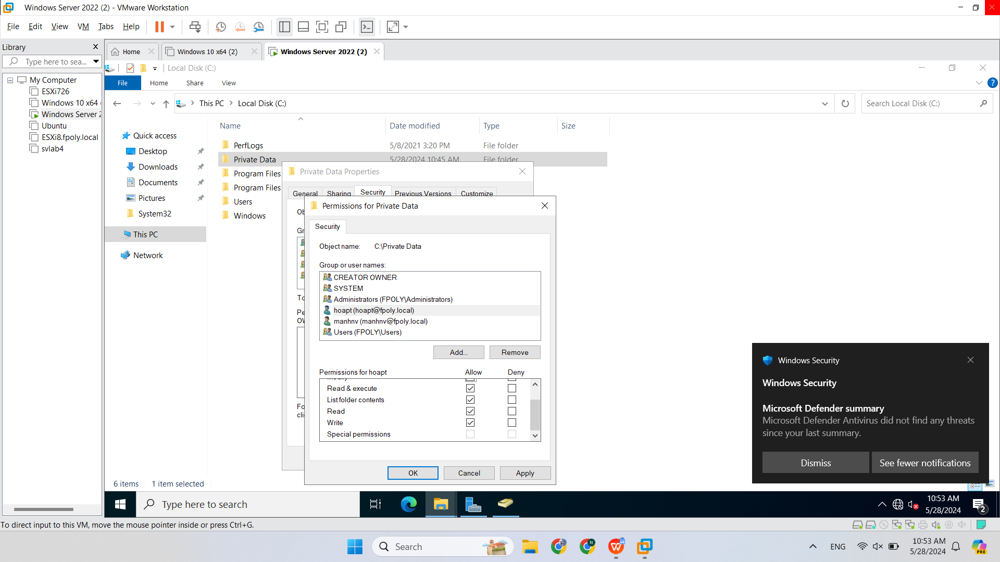 Windows Server 2022 (2) - VMware Workstation
File Edit View VM Tabs Help
Library
Type here to sea...
My Computer
ESXi726
Windows 10 x64
Windows Server 2
Ubuntu
ESXi8.fpoly.local
svlab4
Home
Windows 10 x64 (2)
Windows Server 2022 (2)
Local Disk (C:)
File Home Share View
This PC > Local Disk (C:)
Search Local Disk (C:)
Name Date modified Type Size
Quick access
Desktop
Downloads
Documents
Pictures
System32
This PC
Network
PerfLogs 5/8/2021 3:20 PM File folder
Private Data 5/28/2024 10:45 AM File folder
Program Files
Program Files
Users
Windows
Private Data Properties
General Sharing Security Previous Versions Customize
Permissions for Private Data
Security
Object name: C:\Private Data
Group or user names:
CREATOR OWNER
SYSTEM
Administrators (FPOLY\Administrators)
hoapt (hoapt@fpoly.local)
manhnv (manhnv@fpoly.local)
Users (FPOLY\Users)
Add... Remove
Permissions for hoapt Allow Deny
Read & execute
List folder contents
Read
Write
Special permissions
OK Cancel Apply
Windows Security
Windows Security
Microsoft Defender summary
Microsoft Defender Antivirus did not find any threats
since your last summary.
Dismiss See fewer notifications
6 items 1 item selected
Type here to search
10:53 AM
5/28/2024
2
To direct input to this VM, move the mouse pointer inside or press Ctrl+G.
Search
ENG
10:53 AM
5/28/2024
PRE